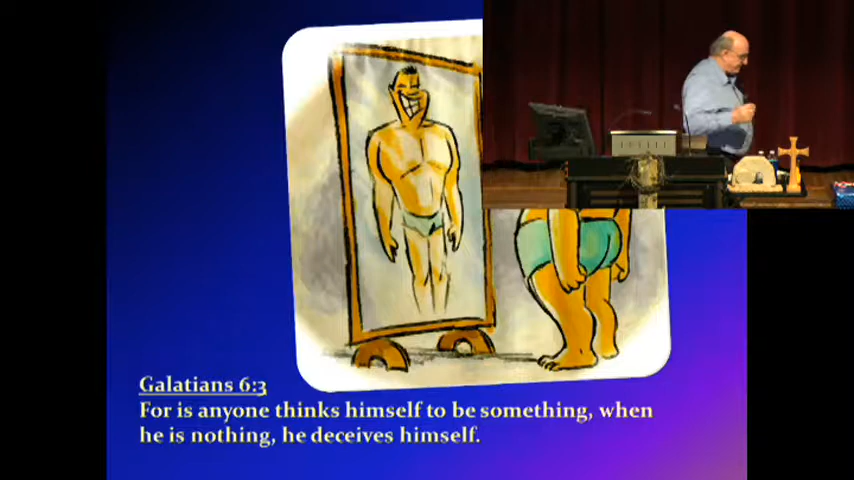 Galatians 6:3
For is anyone thinks himself to be something, when
he is nothing, he deceives himself.